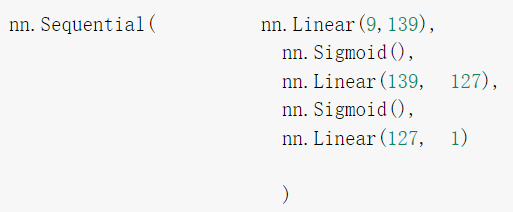 nn.Sequential( nn.Linear(9,139),
nn.Sigmoid(),
nn.Linear(139, 127),
nn.Sigmoid(),
nn.Linear(127, 1)
)